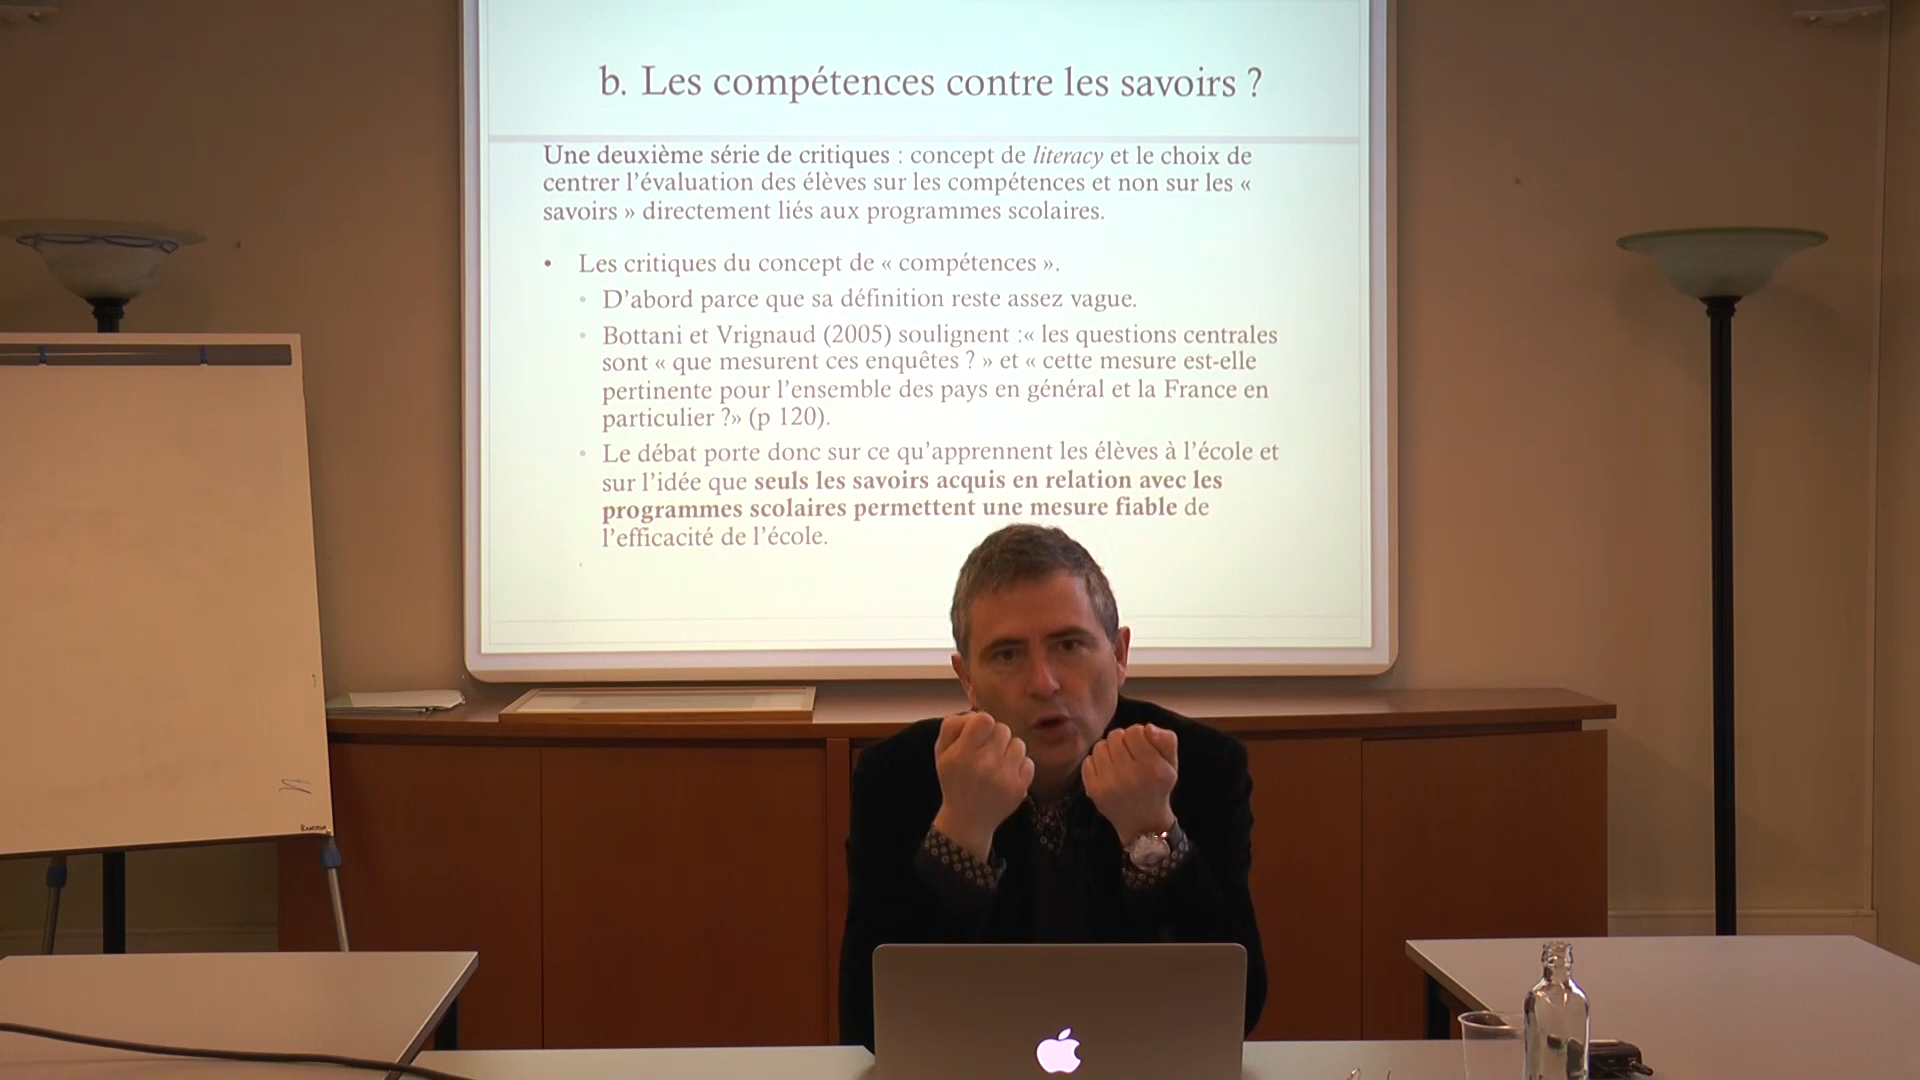 b. Les compétences contre les savoirs ?
Une deuxième série de critiques : concept de literacy et le choix de
centrer l’évaluation des élèves sur les compétences et non sur les «
savoirs » directement liés aux programmes scolaires.
• Les critiques du concept de « compétences ».
• D’abord parce que sa définition reste assez vague.
• Bottani et Vrignaud (2005) soulignent :« les questions centrales
sont « que mesurent ces enquêtes ? » et « cette mesure est-elle
pertinente pour l’ensemble des pays en général et la France en
particulier ?» (p 120).
• Le débat porte donc sur ce qu’apprennent les élèves à l’école et
sur l’idée que seuls les savoirs acquis en relation avec les
programmes scolaires permettent une mesure fiable de
l’efficacité de l’école.